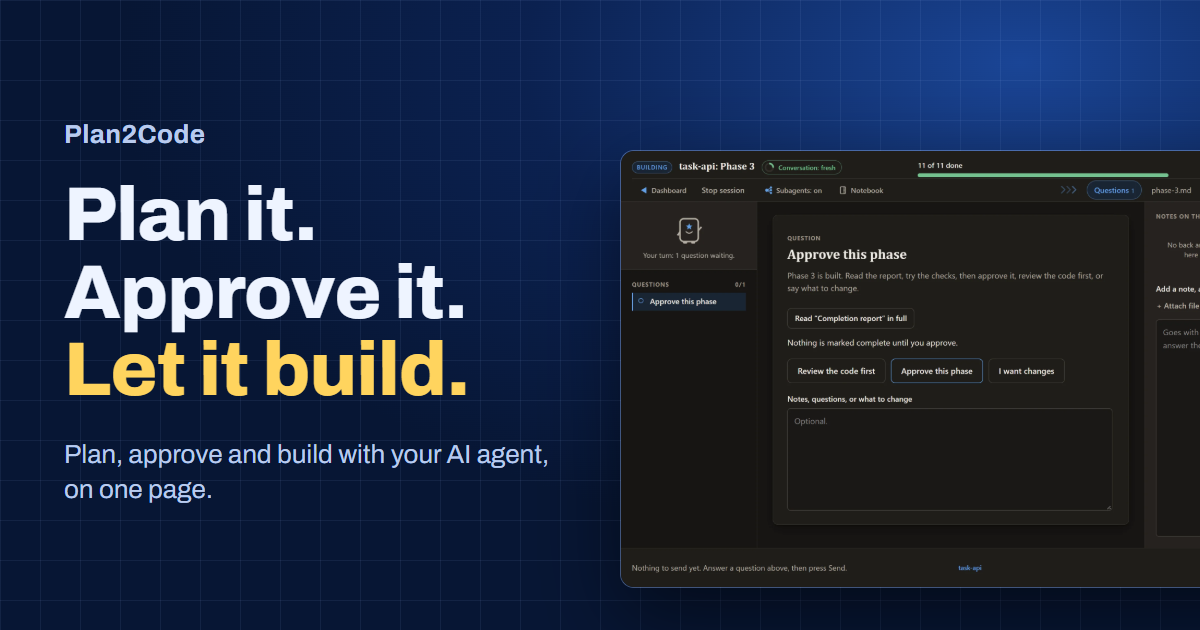 Plan2Code
Plan it.
Approve it.
Let it build.
Plan, approve and build with your AI agent,
on one page.
BUILDING
task-api: Phase 3
Conversation: fresh
11 of 11 done
Dashboard
Stop session
Subagents: on
Notebook
Questions 1
phase-3.md
Your turn: 1 question waiting.
QUESTIONS 0/1
Approve this phase
QUESTION
Approve this phase
Phase 3 is built. Read the report, try the checks, then approve it, review the code first, or
say what to change.
Read "Completion report" in full
Nothing is marked complete until you approve.
Review the code first
Approve this phase
I want changes
Notes, questions, or what to change
Optional.
NOTES ON TH
No back a
here
Add a note, a
+ Attach file
Goes with
answer the
Nothing to send yet. Answer a question above, then press Send.
task-api